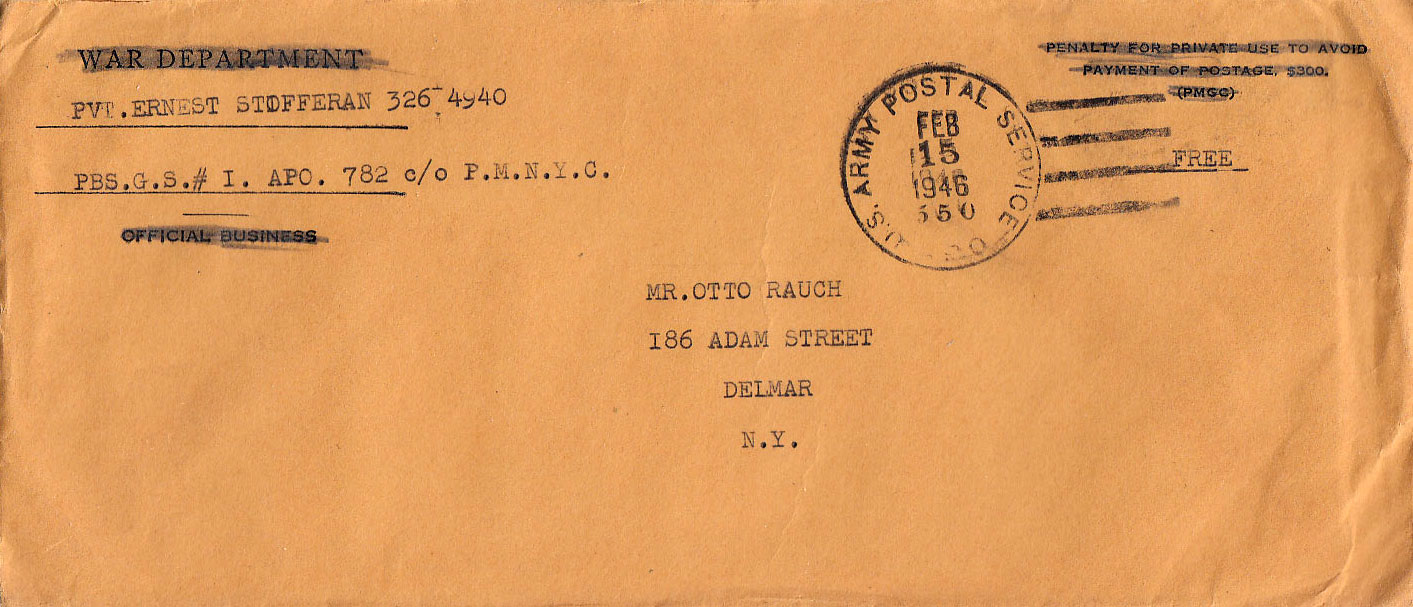 WAR DEPARTMENT
PVT.ERNEST STOFFERAN 326-4940
PBS.G.S.# I. APO. 782 c/o P.M.N.Y.C.
OFFICIAL BUSINESS
PENALTY FOR PRIVATE USE TO AVOID
PAYMENT OF POSTAGE, $300.
(PMGC)
U.S. ARMY POSTAL SERVICE
FEB
15
1946
FREE
MR.OTTO RAUCH
I86 ADAM STREET
DELMAR
N.Y.